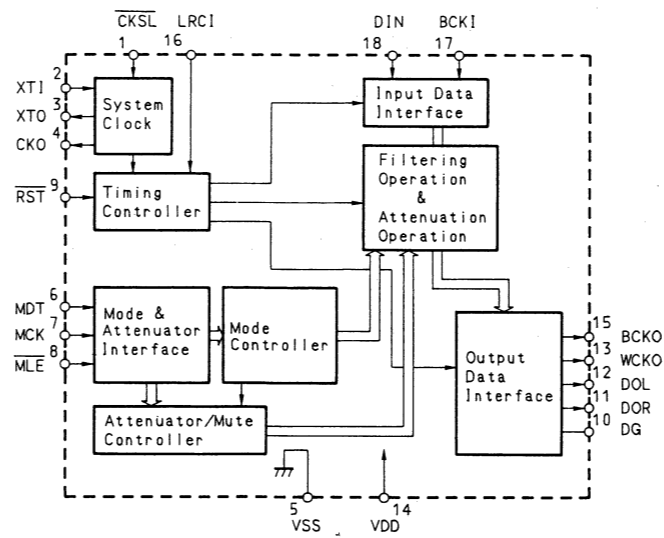 CKSL LRCI DIN BCKI
1 16 18 17
XTI 2
XTO 3
CKO 4
System
Clock
Input Data
Interface
RST 9
Timing
Controller
Filtering
Operation
&
Attenuation
Operation
MDT 6
MCK 7
MLE 8
Mode &
Attenuator
Interface
Mode
Controller
Attenuator/Mute
Controller
Output
Data
Interface
15 BCKO
13 WCKO
12 DOL
11 DOR
10 DG
5 14
VSS VDD